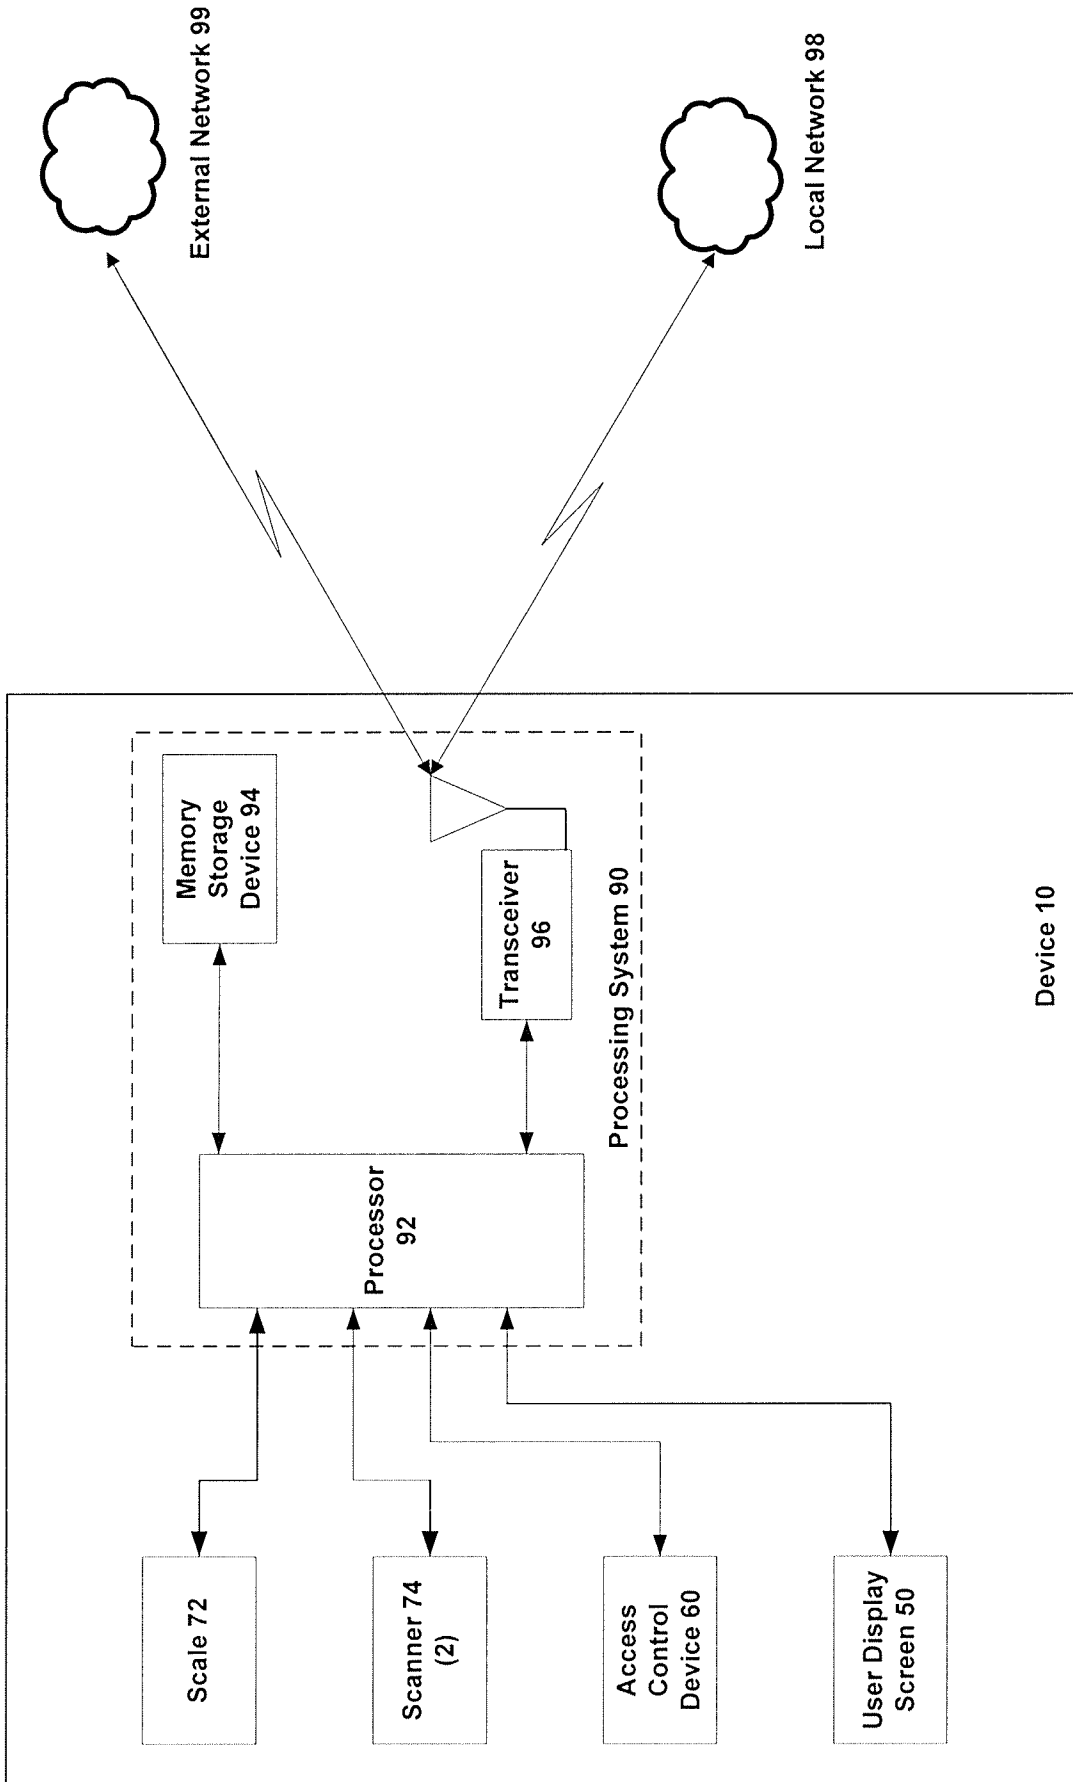 External Network 99
Local Network 98
Memory
Storage
Device 94
Transceiver
96
Processing System 90
Processor
92
Device 10
Scale 72
Scanner 74
(2)
Access
Control
Device 60
User Display
Screen 50